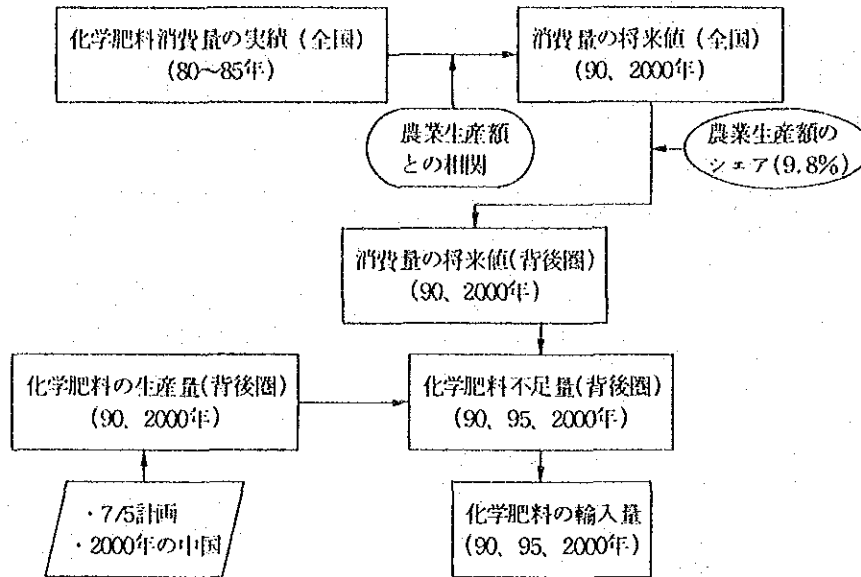 化学肥料消費量の実績（全国）
（80～85年）
消費量の将来値（全国）
（90、2000年）
農業生産額
との相関
農業生産額の
シェア（9.8％）
消費量の将来値（背後圏）
（90、2000年）
化学肥料の生産量（背後圏）
（90、2000年）
化学肥料不足量（背後圏）
（90、95、2000年）
・7/5計画
・2000年の中国
化学肥料の輸入量
（90、95、2000年）